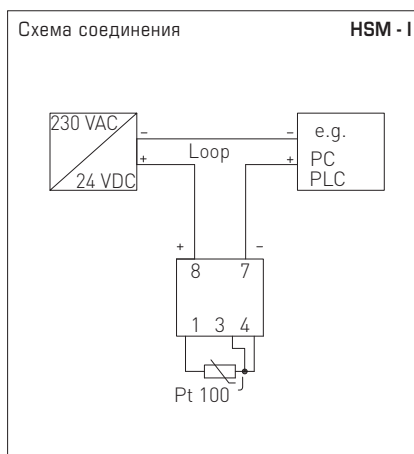 Схема соединения HSM - I
230 VAC
24 VDC
−
+
Loop
−
+
e.g.
PC
PLC
+
−
8 7
1 3 4
Pt 100